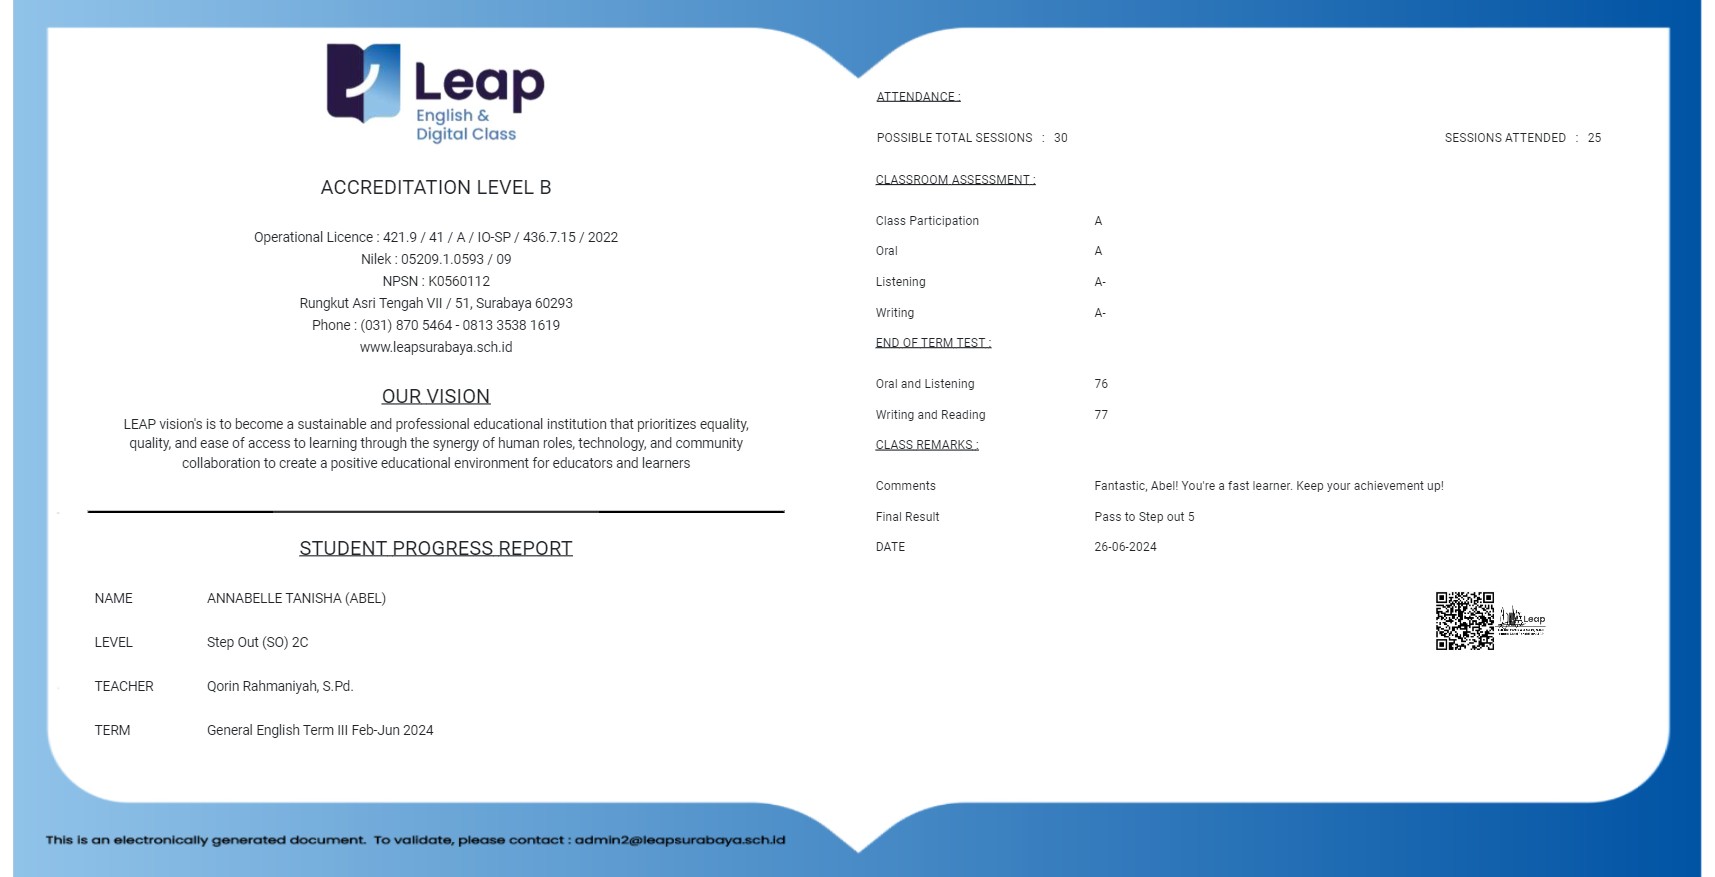 Leap
English &
Digital Class
ACCREDITATION LEVEL B
Operational Licence : 421.9 / 41 / A / IO-SP / 436.7.15 / 2022
Nilek : 05209.1.0593 / 09
NPSN : K0560112
Rungkut Asri Tengah VII / 51, Surabaya 60293
Phone : (031) 870 5464 - 0813 3538 1619
www.leapsurabaya.sch.id
OUR VISION
LEAP vision's is to become a sustainable and professional educational institution that prioritizes equality,
quality, and ease of access to learning through the synergy of human roles, technology, and community
collaboration to create a positive educational environment for educators and learners
STUDENT PROGRESS REPORT
NAME ANNABELLE TANISHA (ABEL)
LEVEL Step Out (SO) 2C
TEACHER Qorin Rahmaniyah, S.Pd.
TERM General English Term III Feb-Jun 2024
ATTENDANCE :
POSSIBLE TOTAL SESSIONS : 30 SESSIONS ATTENDED : 25
CLASSROOM ASSESSMENT :
Class Participation A
Oral A
Listening A-
Writing A-
END OF TERM TEST :
Oral and Listening 76
Writing and Reading 77
CLASS REMARKS :
Comments Fantastic, Abel! You're a fast learner. Keep your achievement up!
Final Result Pass to Step out 5
DATE 26-06-2024
Leap
This is an electronically generated document. To validate, please contact : admin2@leapsurabaya.sch.id